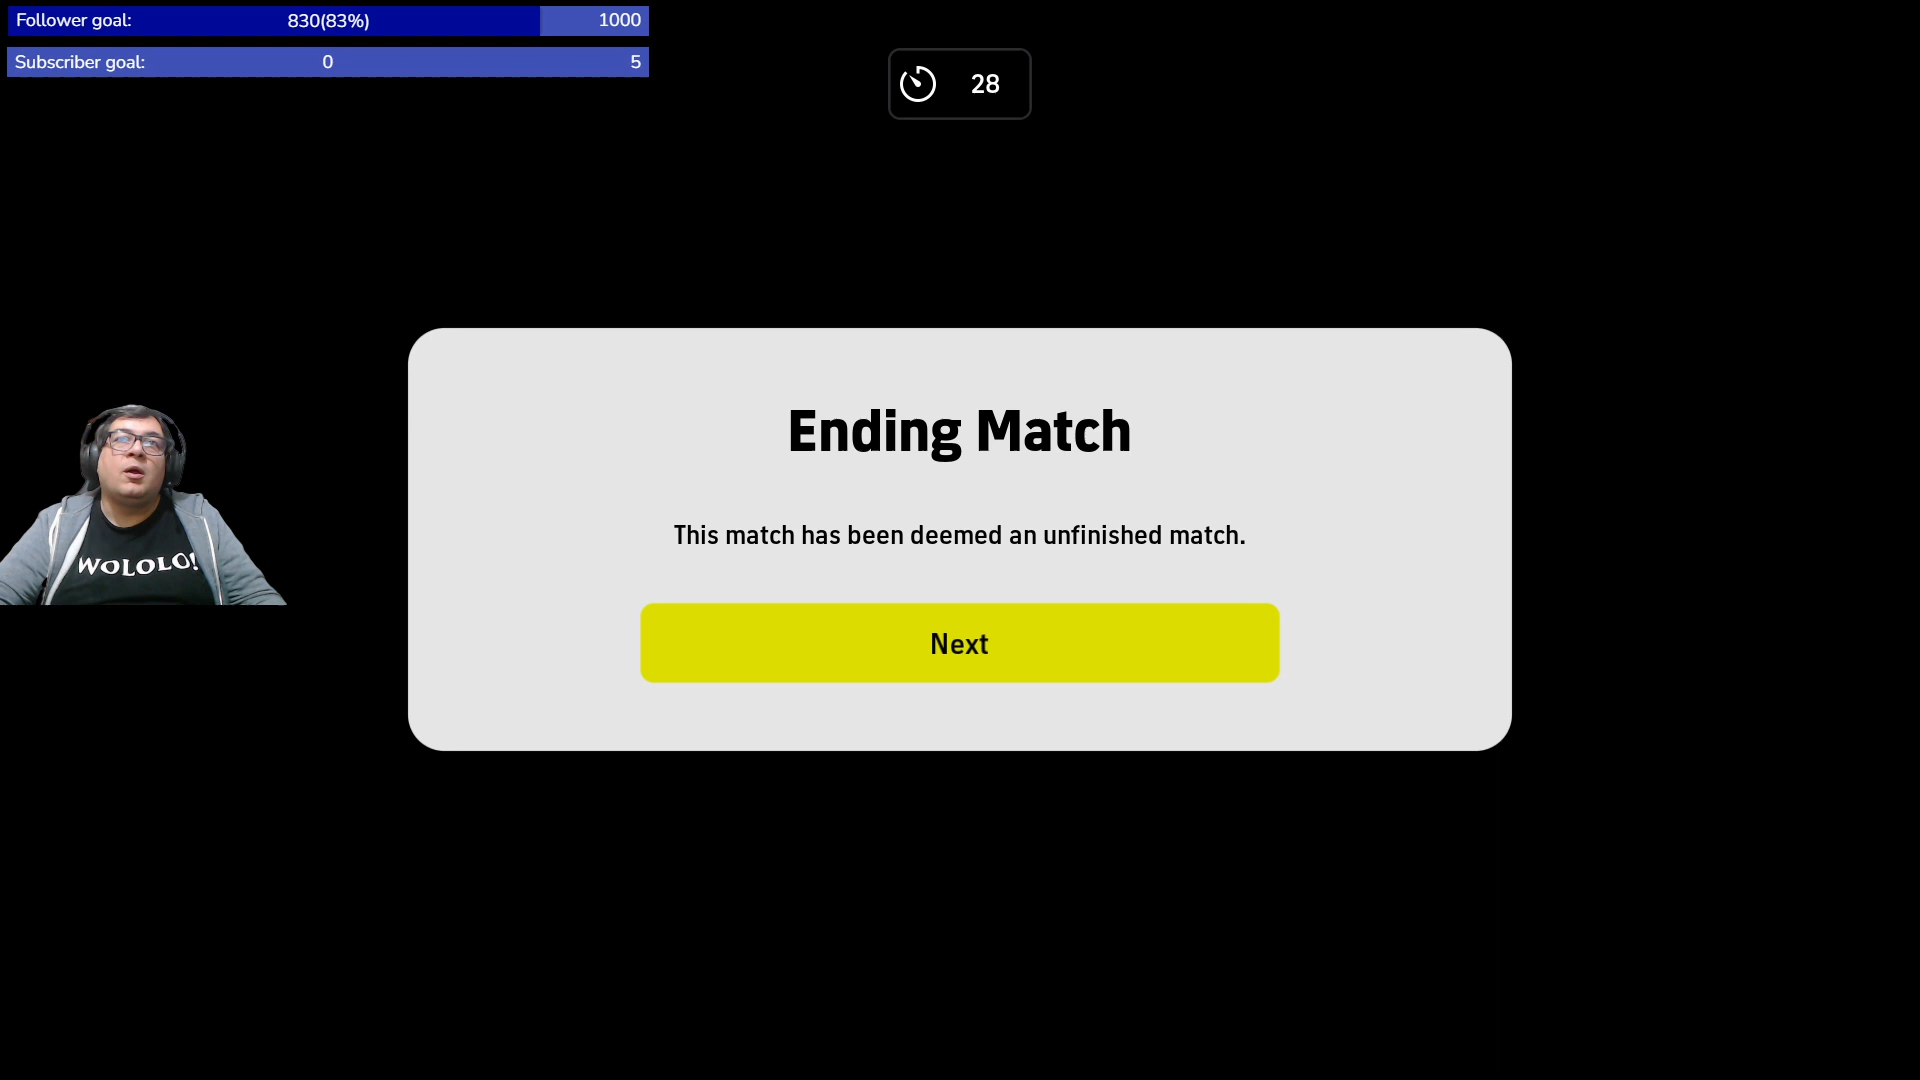 Follower goal: 830(83%) 1000
Subscriber goal: 0 5
28
Ending Match
This match has been deemed an unfinished match.
Next
WOLOLO!